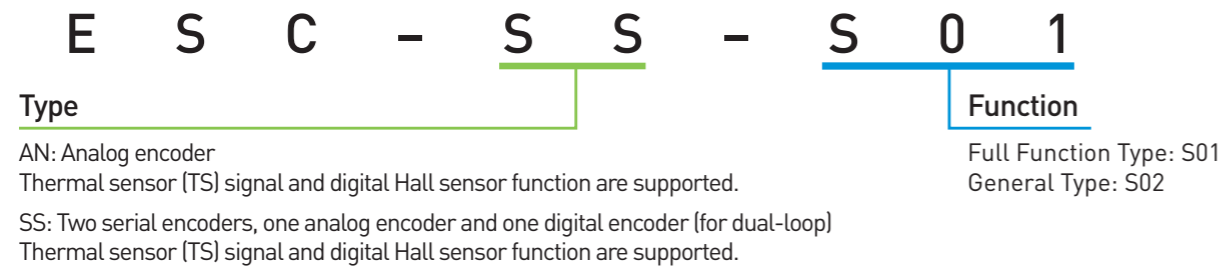 E S C – S S – S 0 1
Type
AN: Analog encoder
Thermal sensor (TS) signal and digital Hall sensor function are supported.
SS: Two serial encoders, one analog encoder and one digital encoder (for dual-loop)
Thermal sensor (TS) signal and digital Hall sensor function are supported.
Function
Full Function Type: S01
General Type: S02